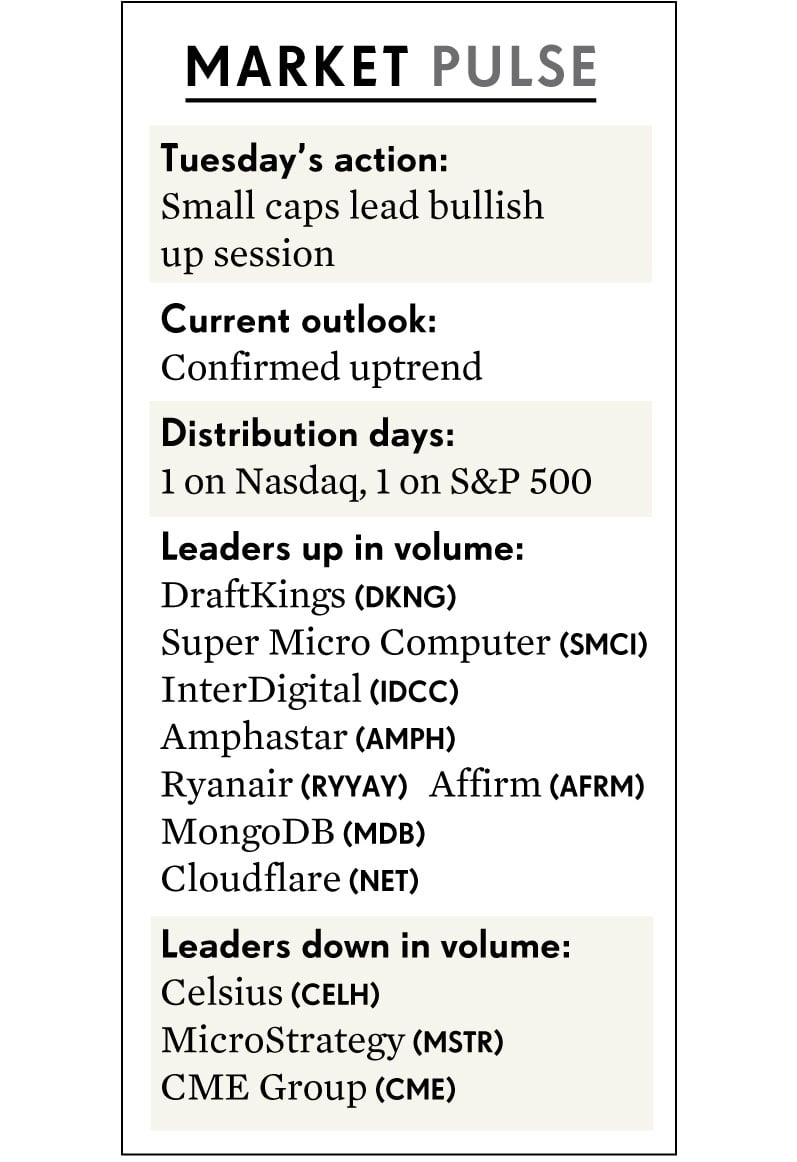 MARKET PULSE
Tuesday’s action:
Small caps lead bullish
up session
Current outlook:
Confirmed uptrend
Distribution days:
1 on Nasdaq, 1 on S&P 500
Leaders up in volume:
DraftKings (DKNG)
Super Micro Computer (SMCI)
InterDigital (IDCC)
Amphastar (AMPH)
Ryanair (RYYAY) Affirm (AFRM)
MongoDB (MDB)
Cloudflare (NET)
Leaders down in volume:
Celsius (CELH)
MicroStrategy (MSTR)
CME Group (CME)